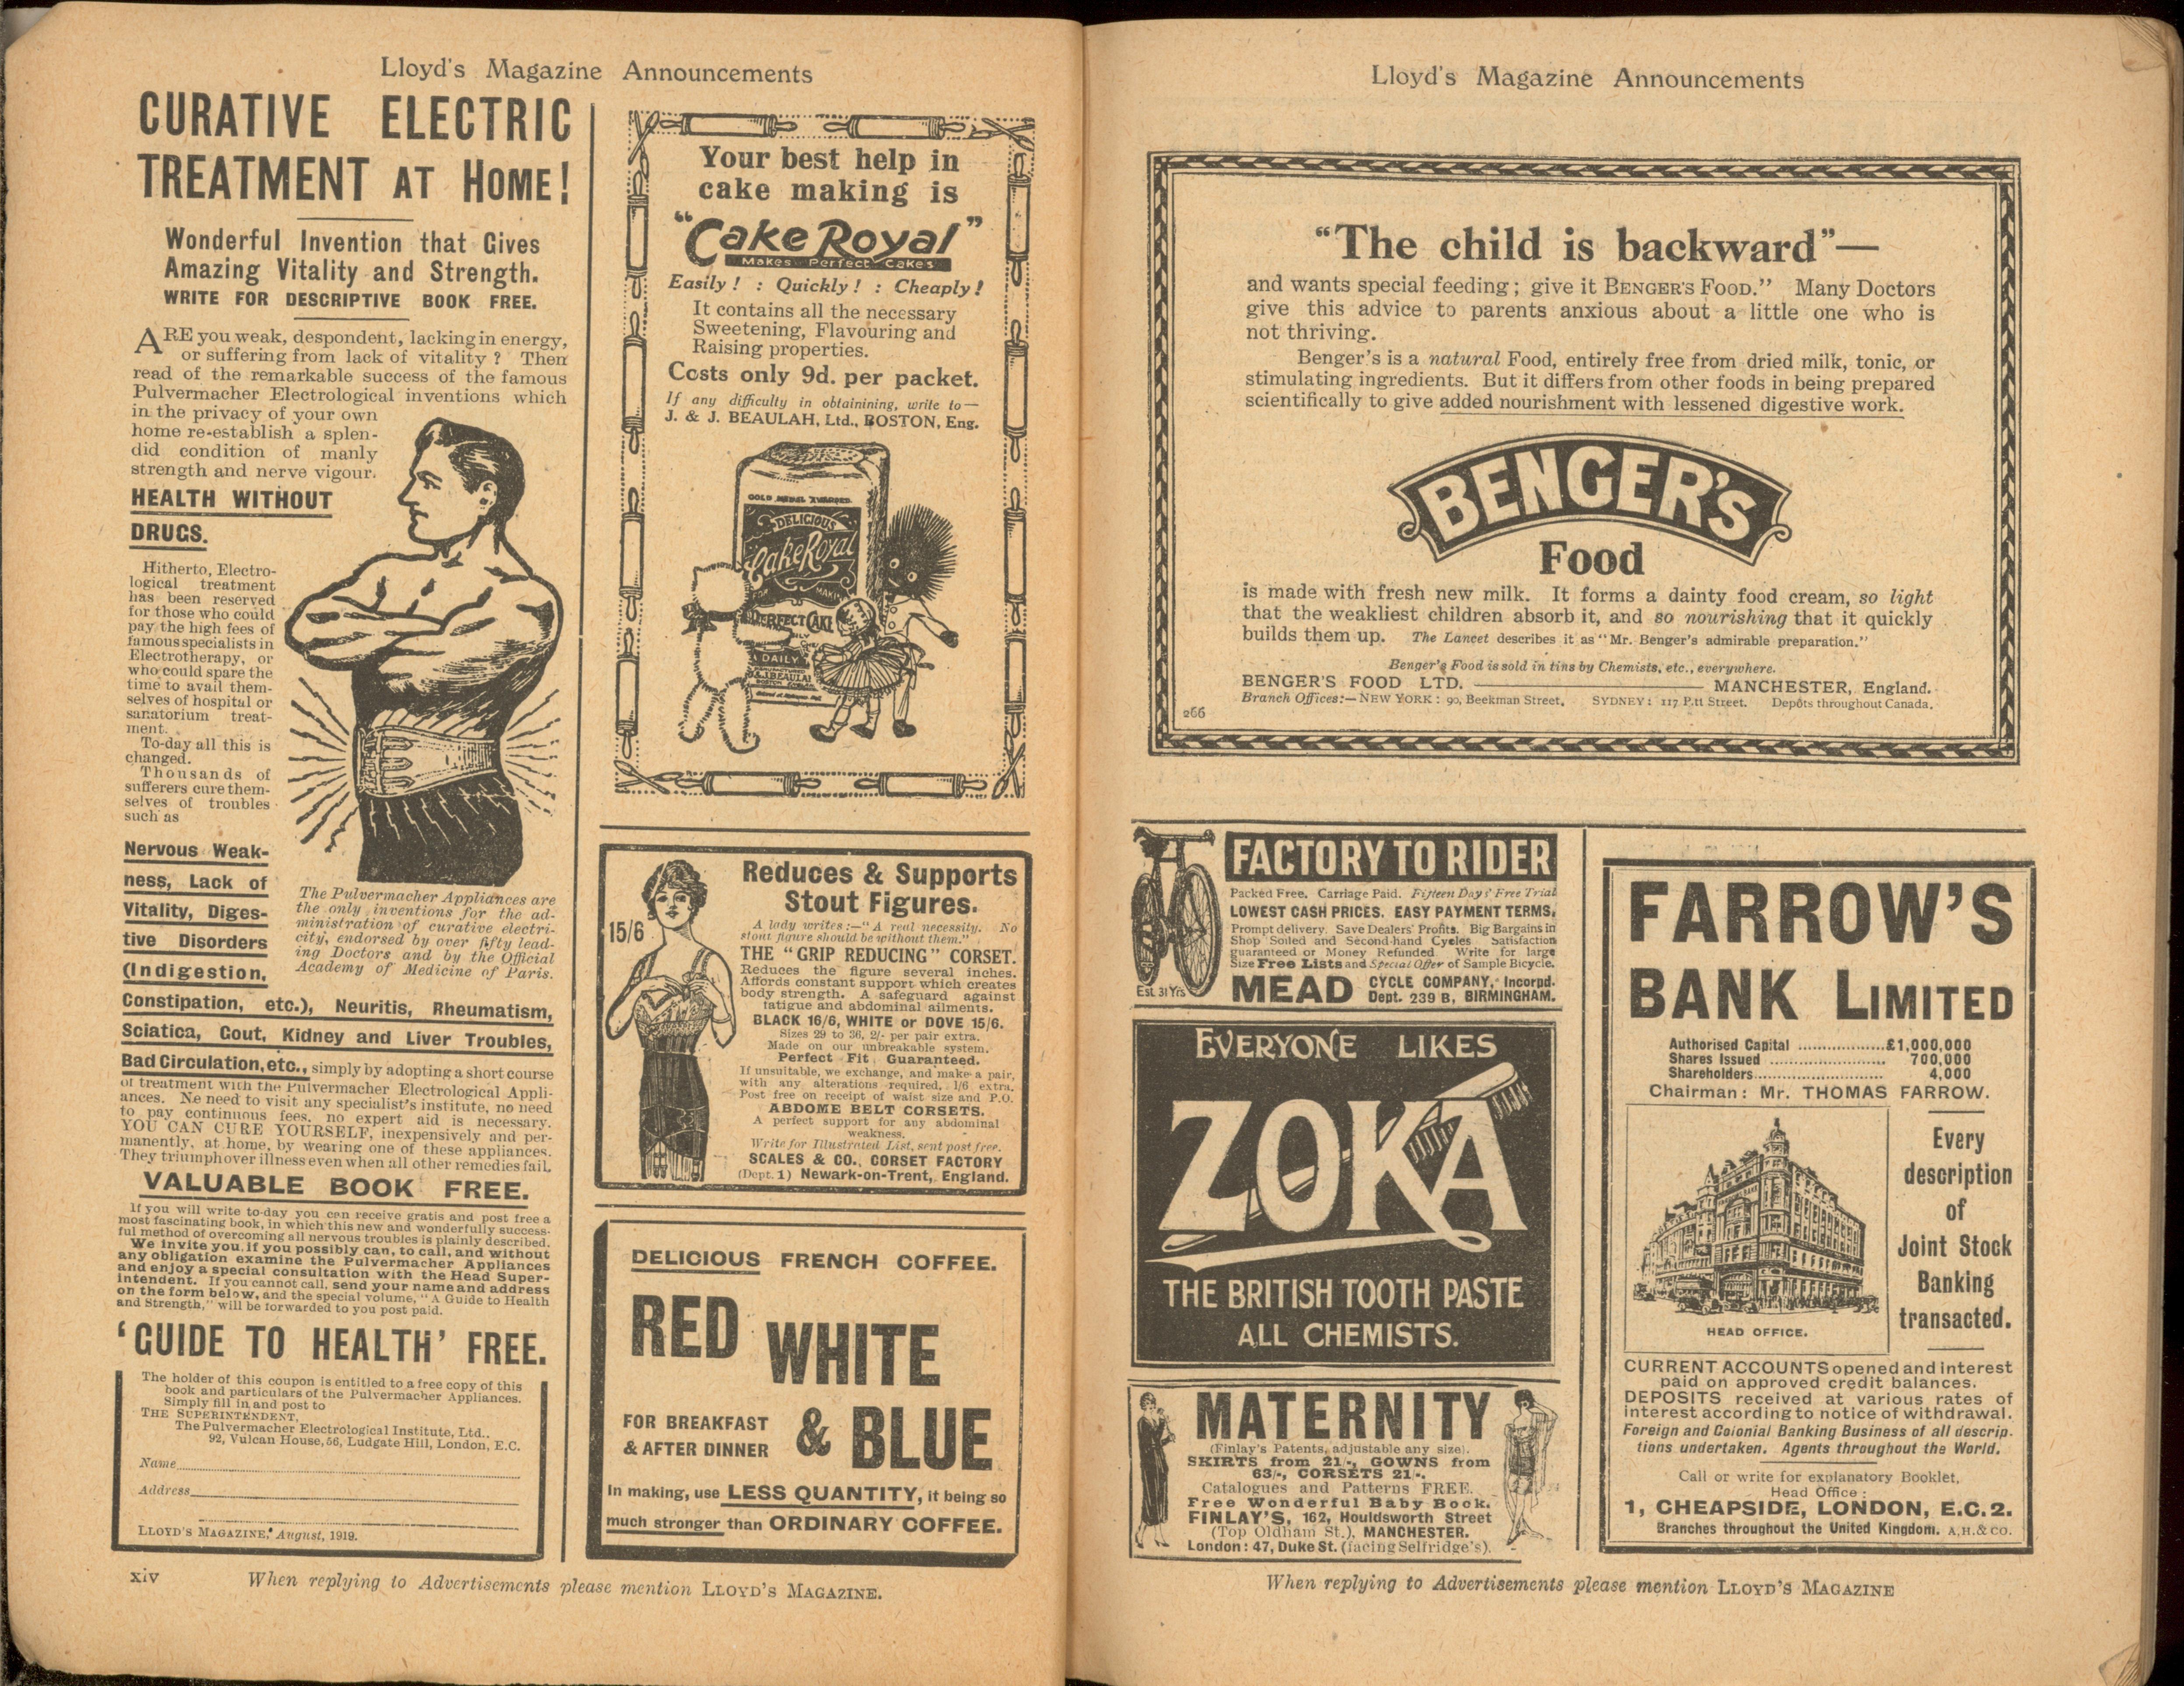 Lloyd's Magazine Announcements
CURATIVE ELECTRIC
TREATMENT AT HOME!
Wonderful Invention that Gives
Amazing Vitality and Strength.
WRITE FOR DESCRIPTIVE BOOK FREE.
ARE you weak, despondent, lacking in energy,
or suffering from lack of vitality? Then
read of the remarkable success of the famous
Pulvermacher Electrological inventions which
in the privacy of your own
home re-establish a splen-
did condition of manly
strength and nerve vigour.
HEALTH WITHOUT
DRUGS.
Hitherto, Electro-
logical treatment
has been reserved
for those who could
pay the high fees of
famous specialists in
Electrotherapy, or
who could spare the
time to avail them-
selves of hospital or
sanatorium treat-
ment.
To-day all this is
changed.
Thousands of
sufferers cure them-
selves of troubles
such as
Nervous Weak-
ness, Lack of
Vitality, Diges-
tive Disorders
(Indigestion,
The Pulvermacher Appliances are
the only inventions for the ad-
ministration of curative electri-
city, endorsed by over fifty lead-
ing Doctors and by the Official
Academy of Medicine of Paris.
Constipation, etc.), Neuritis, Rheumatism,
Sciatica, Gout, Kidney and Liver Troubles,
Bad Circulation, etc., simply by adopting a short course
of treatment with the Pulvermacher Electrological Appli-
ances. Ne need to visit any specialist's institute, no need
to pay continuous fees, no expert aid is necessary.
YOU CAN CURE YOURSELF, inexpensively and per-
manently, at home, by wearing one of these appliances.
They triumph over illness even when all other remedies fail.
VALUABLE BOOK FREE.
If you will write to-day you can receive gratis and post free a
most fascinating book, in which this new and wonderfully success-
ful method of overcoming all nervous troubles is plainly described.
We invite you, if you possibly can, to call, and without
any obligation examine the Pulvermacher Appliances
and enjoy a special consultation with the Head Super-
intendent. If you cannot call, send your name and address
on the form below, and the special volume, "A Guide to Health
and Strength," will be forwarded to you post paid.
'GUIDE TO HEALTH' FREE.
The holder of this coupon is entitled to a free copy of this
book and particulars of the Pulvermacher Appliances.
Simply fill in and post to
THE SUPERINTENDENT,
The Pulvermacher Electrological Institute, Ltd.,
92, Vulcan House, 56, Ludgate Hill, London, E.C.
Name
Address
LLOYD'S MAGAZINE, August, 1919.
Your best help in
cake making is
"Cake Royal"
Makes Perfect Cakes
Easily! : Quickly! : Cheaply!
It contains all the necessary
Sweetening, Flavouring and
Raising properties.
Costs only 9d. per packet.
If any difficulty in obtainining, write to—
J. & J. BEAULAH, Ltd., BOSTON, Eng.
GOLD MEDAL AWARDED.
DELICIOUS
Cake Royal
FOR MAKING
PERFECT CAKE
DAILY
J. & J. BEAULAH
Reduces & Supports
Stout Figures.
15/6
A lady writes:—"A real necessity. No
stout figure should be without them."
THE "GRIP REDUCING" CORSET.
Reduces the figure several inches.
Affords constant support which creates
body strength. A safeguard against
fatigue and abdominal ailments.
BLACK 16/6, WHITE or DOVE 15/6.
Sizes 29 to 36, 2/- per pair extra.
Made on our unbreakable system.
Perfect Fit Guaranteed.
If unsuitable, we exchange, and make a pair,
with any alterations required, 1/6 extra.
Post free on receipt of waist size and P.O.
ABDOME BELT CORSETS.
A perfect support for any abdominal
weakness.
Write for Illustrated List, sent post free.
SCALES & CO., CORSET FACTORY
(Dept. 1) Newark-on-Trent, England.
DELICIOUS FRENCH COFFEE.
RED
WHITE
& BLUE
FOR BREAKFAST
& AFTER DINNER
In making, use LESS QUANTITY, it being so
much stronger than ORDINARY COFFEE.
xiv
When replying to Advertisements please mention LLOYD'S MAGAZINE.
Lloyd's Magazine Announcements
"The child is backward"—
and wants special feeding; give it BENGER'S FOOD." Many Doctors
give this advice to parents anxious about a little one who is
not thriving.
Benger's is a natural Food, entirely free from dried milk, tonic, or
stimulating ingredients. But it differs from other foods in being prepared
scientifically to give added nourishment with lessened digestive work.
BENGER'S
Food
is made with fresh new milk. It forms a dainty food cream, so light
that the weakliest children absorb it, and so nourishing that it quickly
builds them up. The Lancet describes it as "Mr. Benger's admirable preparation."
Benger's Food is sold in tins by Chemists, etc., everywhere.
BENGER'S FOOD LTD. MANCHESTER, England.
Branch Offices:—NEW YORK: 90, Beekman Street. SYDNEY: 117 Pitt Street. Depôts throughout Canada.
266
FACTORY TO RIDER
Packed Free. Carriage Paid. Fifteen Days' Free Trial
LOWEST CASH PRICES. EASY PAYMENT TERMS.
Prompt delivery. Save Dealers' Profits. Big Bargains in
Shop Soiled and Second-hand Cycles Satisfaction
guaranteed or Money Refunded. Write for large
Size Free Lists and Special Offer of Sample Bicycle.
Est. 31 Yrs
MEAD CYCLE COMPANY, Incorpd.
Dept. 239 B, BIRMINGHAM.
EVERYONE LIKES
ZOKA
THE BRITISH TOOTH PASTE
ALL CHEMISTS.
MATERNITY
(Finlay's Patents, adjustable any size).
SKIRTS from 21/-, GOWNS from
63/-, CORSETS 21/-.
Catalogues and Patterns FREE.
Free Wonderful Baby Book.
FINLAY'S, 162, Houldsworth Street
(Top Oldham St.), MANCHESTER.
London: 47, Duke St. (facing Selfridge's).
FARROW'S
BANK LIMITED
Authorised Capital ................£1,000,000
Shares Issued ................ 700,000
Shareholders................ 4,000
Chairman: Mr. THOMAS FARROW.
Every
description
of
Joint Stock
Banking
transacted.
HEAD OFFICE.
CURRENT ACCOUNTS opened and interest
paid on approved credit balances.
DEPOSITS received at various rates of
interest according to notice of withdrawal.
Foreign and Colonial Banking Business of all descrip-
tions undertaken. Agents throughout the World.
Call or write for explanatory Booklet,
Head Office:
1, CHEAPSIDE, LONDON, E.C.2.
Branches throughout the United Kingdom. A.H.& CO.
When replying to Advertisements please mention LLOYD'S MAGAZINE